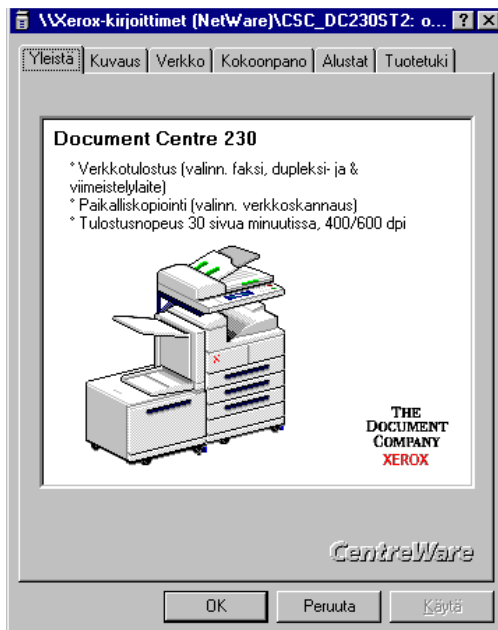 \\Xerox-kirjoittimet (NetWare)\CSC_DC230ST2: o...
Yleistä Kuvaus Verkko Kokoonpano Alustat Tuotetuki
Document Centre 230
° Verkkotulostus (valinn. faksi, dupleksi- ja &
viimeistelylaite)
° Paikalliskopiointi (valinn. verkkoskannaus)
° Tulostusnopeus 30 sivua minuutissa, 400/600 dpi
THE
DOCUMENT
COMPANY
XEROX
CentreWare
OK Peruuta Käytä